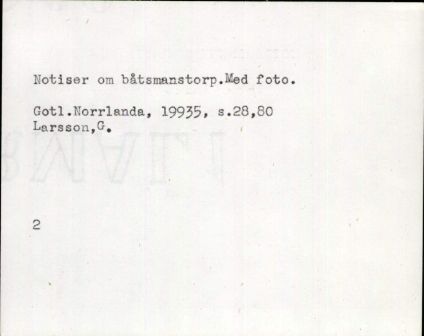 Notiser om båtsmanstorp.Med foto.
Gotl.Norrlanda, 19935, s.28,80
Larsson,G.
2